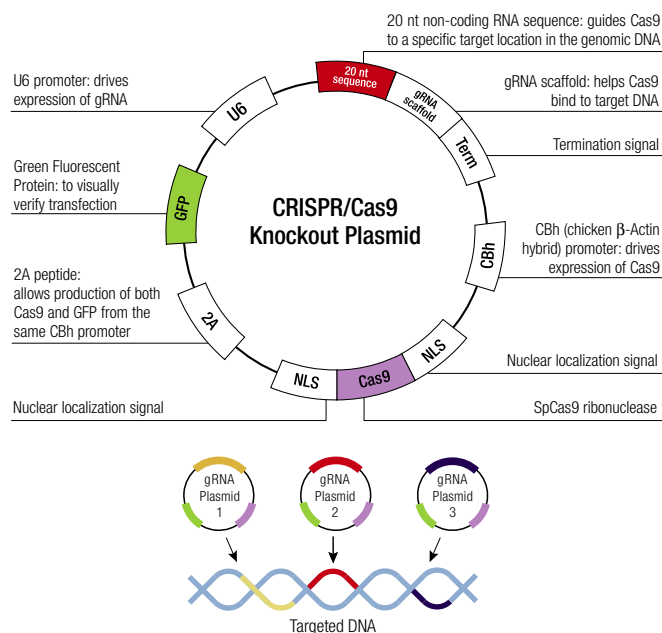 20 nt non-coding RNA sequence: guides Cas9
to a specific target location in the genomic DNA
U6 promoter: drives
expression of gRNA
gRNA scaffold: helps Cas9
bind to target DNA
Termination signal
Green Fluorescent
Protein: to visually
verify transfection
CBh (chicken β-Actin
hybrid) promoter: drives
expression of Cas9
2A peptide:
allows production of both
Cas9 and GFP from the
same CBh promoter
Nuclear localization signal
Nuclear localization signal
SpCas9 ribonuclease
CRISPR/Cas9
Knockout Plasmid
20 nt
sequence
gRNA
scaffold
Term
CBh
NLS
Cas9
NLS
2A
GFP
U6
gRNA
Plasmid
1
gRNA
Plasmid
2
gRNA
Plasmid
3
Targeted DNA